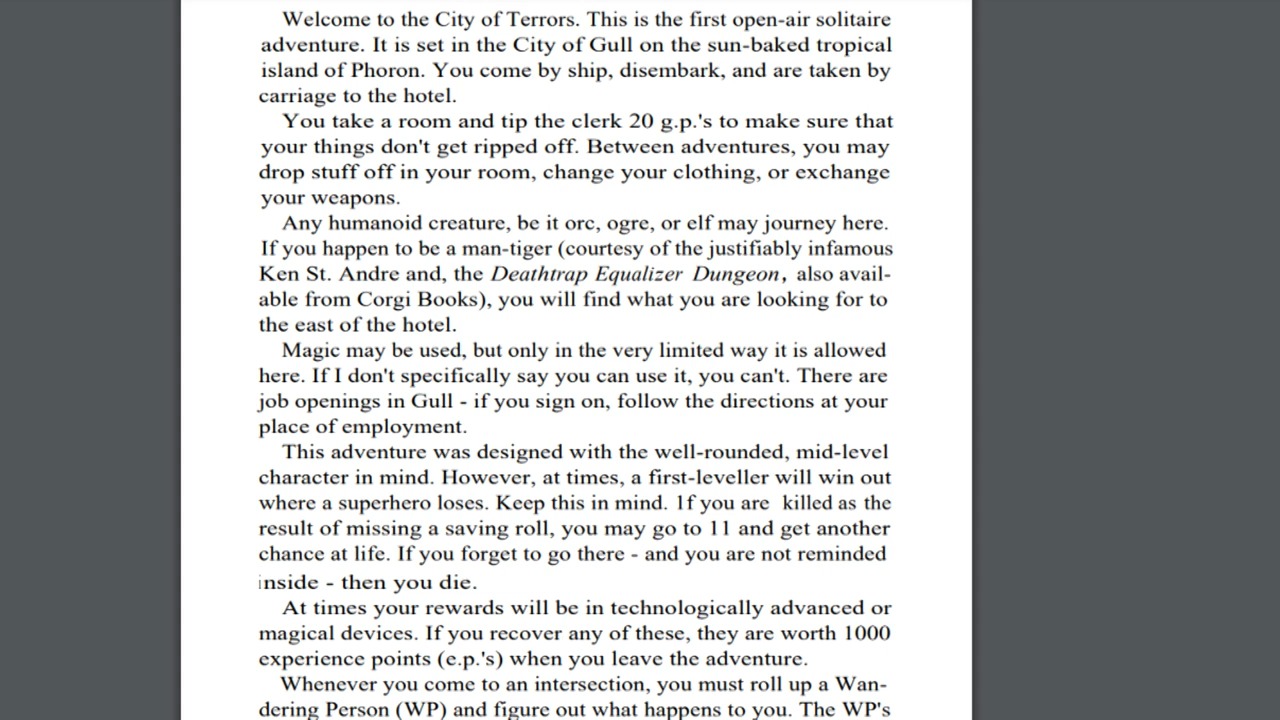 Welcome to the City of Terrors. This is the first open-air solitaire
adventure. It is set in the City of Gull on the sun-baked tropical
island of Phoron. You come by ship, disembark, and are taken by
carriage to the hotel.
You take a room and tip the clerk 20 g.p.'s to make sure that
your things don't get ripped off. Between adventures, you may
drop stuff off in your room, change your clothing, or exchange
your weapons.
Any humanoid creature, be it orc, ogre, or elf may journey here.
If you happen to be a man-tiger (courtesy of the justifiably infamous
Ken St. Andre and, the Deathtrap Equalizer Dungeon, also avail-
able from Corgi Books), you will find what you are looking for to
the east of the hotel.
Magic may be used, but only in the very limited way it is allowed
here. If I don't specifically say you can use it, you can't. There are
job openings in Gull - if you sign on, follow the directions at your
place of employment.
This adventure was designed with the well-rounded, mid-level
character in mind. However, at times, a first-leveller will win out
where a superhero loses. Keep this in mind. If you are killed as the
result of missing a saving roll, you may go to 11 and get another
chance at life. If you forget to go there - and you are not reminded
inside - then you die.
At times your rewards will be in technologically advanced or
magical devices. If you recover any of these, they are worth 1000
experience points (e.p.'s) when you leave the adventure.
Whenever you come to an intersection, you must roll up a Wan-
dering Person (WP) and figure out what happens to you. The WP's